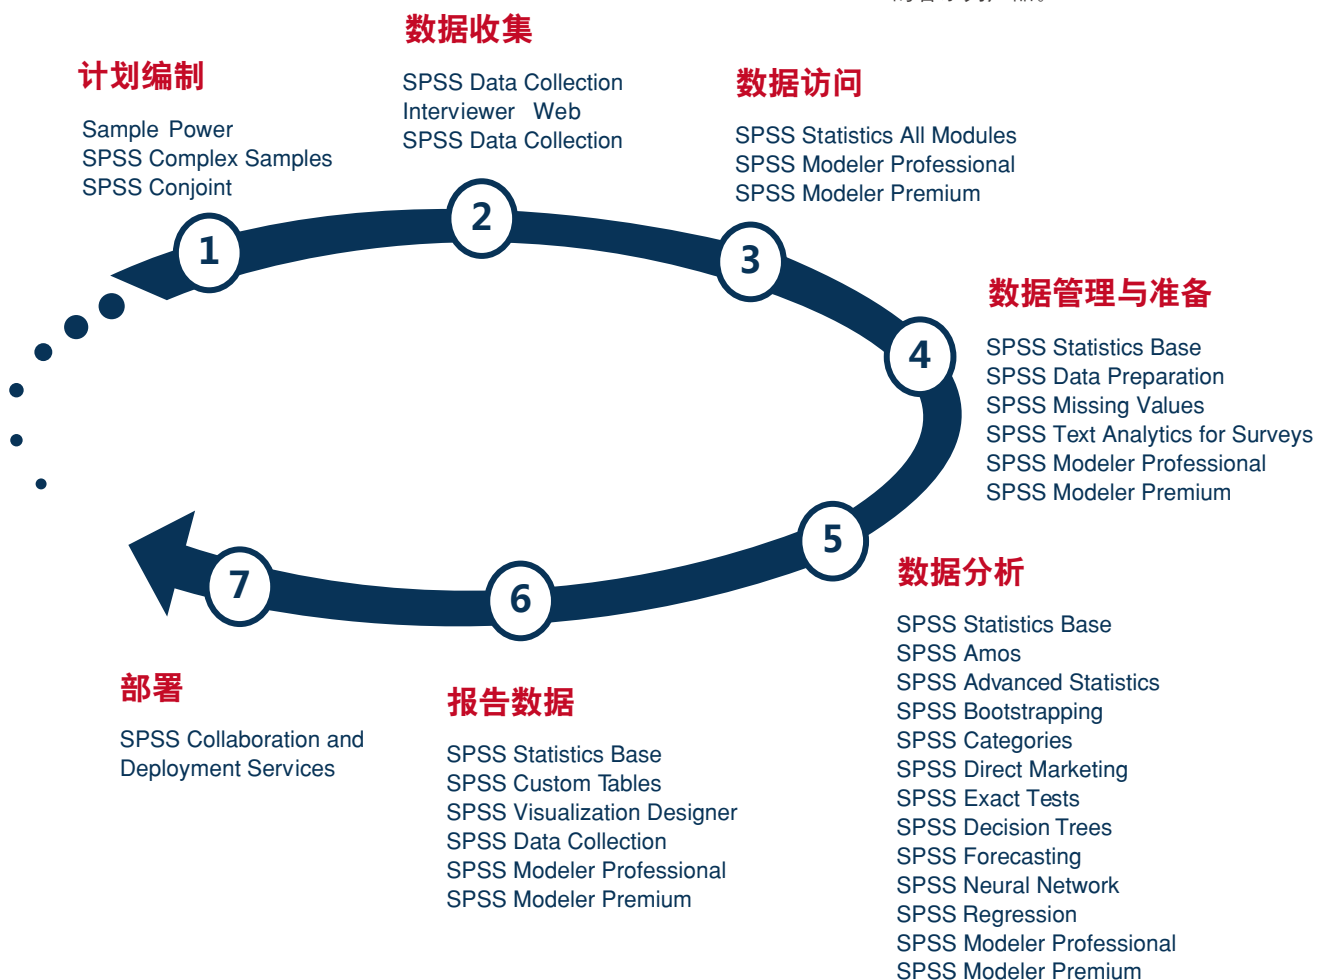 计划编制
Sample Power
SPSS Complex Samples
SPSS Conjoint
数据收集
SPSS Data Collection
Interviewer Web
SPSS Data Collection
数据访问
SPSS Statistics All Modules
SPSS Modeler Professional
SPSS Modeler Premium
数据管理与准备
SPSS Statistics Base
SPSS Data Preparation
SPSS Missing Values
SPSS Text Analytics for Surveys
SPSS Modeler Professional
SPSS Modeler Premium
1
2
3
4
5
6
7
数据分析
SPSS Statistics Base
SPSS Amos
SPSS Advanced Statistics
SPSS Bootstrapping
SPSS Categories
SPSS Direct Marketing
SPSS Exact Tests
SPSS Decision Trees
SPSS Forecasting
SPSS Neural Network
SPSS Regression
SPSS Modeler Professional
SPSS Modeler Premium
报告数据
SPSS Statistics Base
SPSS Custom Tables
SPSS Visualization Designer
SPSS Data Collection
SPSS Modeler Professional
SPSS Modeler Premium
部署
SPSS Collaboration and
Deployment Services